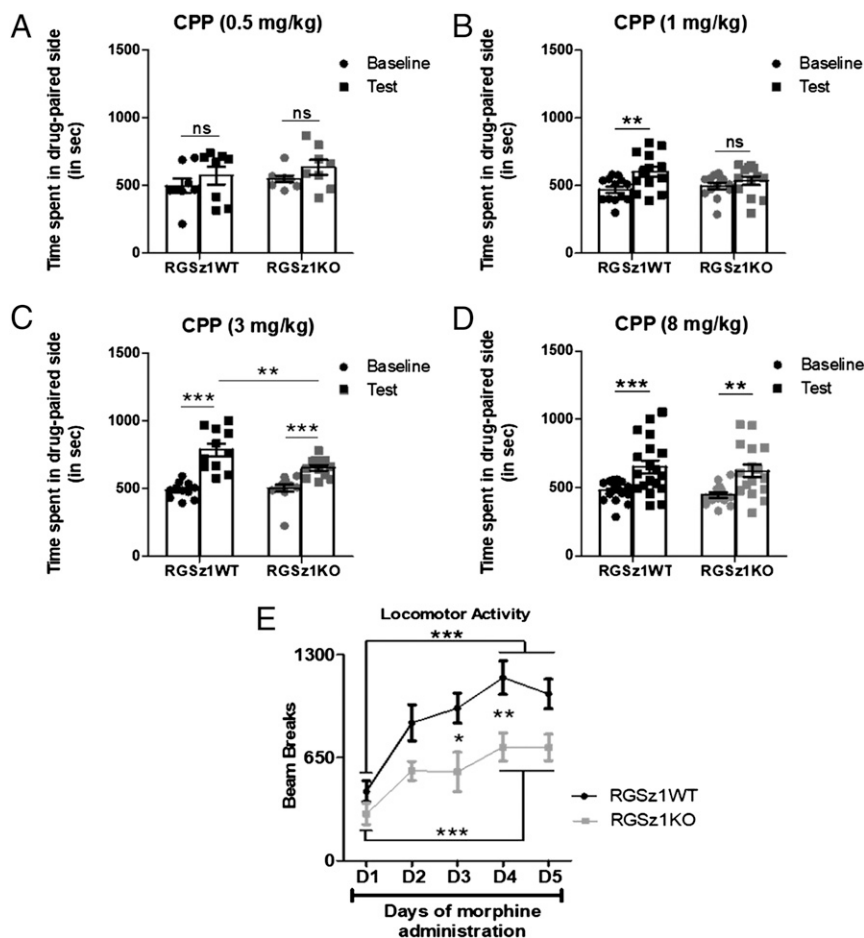 A
CPP (0.5 mg/kg)
Time spent in drug-paired side
(in sec)
1500
1000
500
0
Baseline
Test
ns
ns
RGSz1WT
RGSz1KO
B
CPP (1 mg/kg)
Time spent in drug-paired side
(in sec)
1500
1000
500
0
Baseline
Test
**
ns
RGSz1WT
RGSz1KO
C
CPP (3 mg/kg)
Time spent in drug-paired side
(in sec)
1500
1000
500
0
Baseline
Test
**
***
***
RGSz1WT
RGSz1KO
D
CPP (8 mg/kg)
Time spent in drug-paired side
(in sec)
1500
1000
500
0
Baseline
Test
***
**
RGSz1WT
RGSz1KO
E
Locomotor Activity
***
Beam Breaks
1300
650
0
**
*
***
RGSz1WT
RGSz1KO
D1 D2 D3 D4 D5
Days of morphine
administration